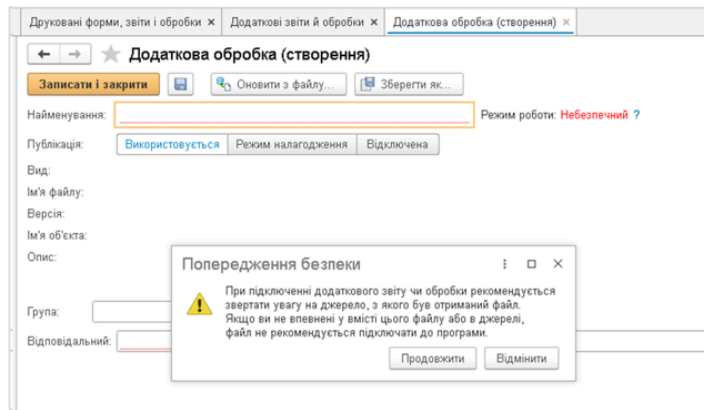 Друковані форми, звіти і обробки × Додаткові звіти й обробки × Додаткова обробка (створення) ×
Додаткова обробка (створення)
Записати і закрити Оновити з файлу... Зберегти як...
Найменування: Режим роботи: Небезпечний ?
Публікація: Використовується Режим налагодження Відключена
Вид:
Ім'я файлу:
Версія:
Ім'я об'єкта:
Опис:
Попередження безпеки
При підключенні додаткового звіту чи обробки рекомендується
звертати увагу на джерело, з якого був отриманий файл.
Якщо ви не впевнені у вмісті цього файлу або в джерелі,
файл не рекомендується підключати до програми.
Продовжити Відмінити
Група:
Відповідальний: